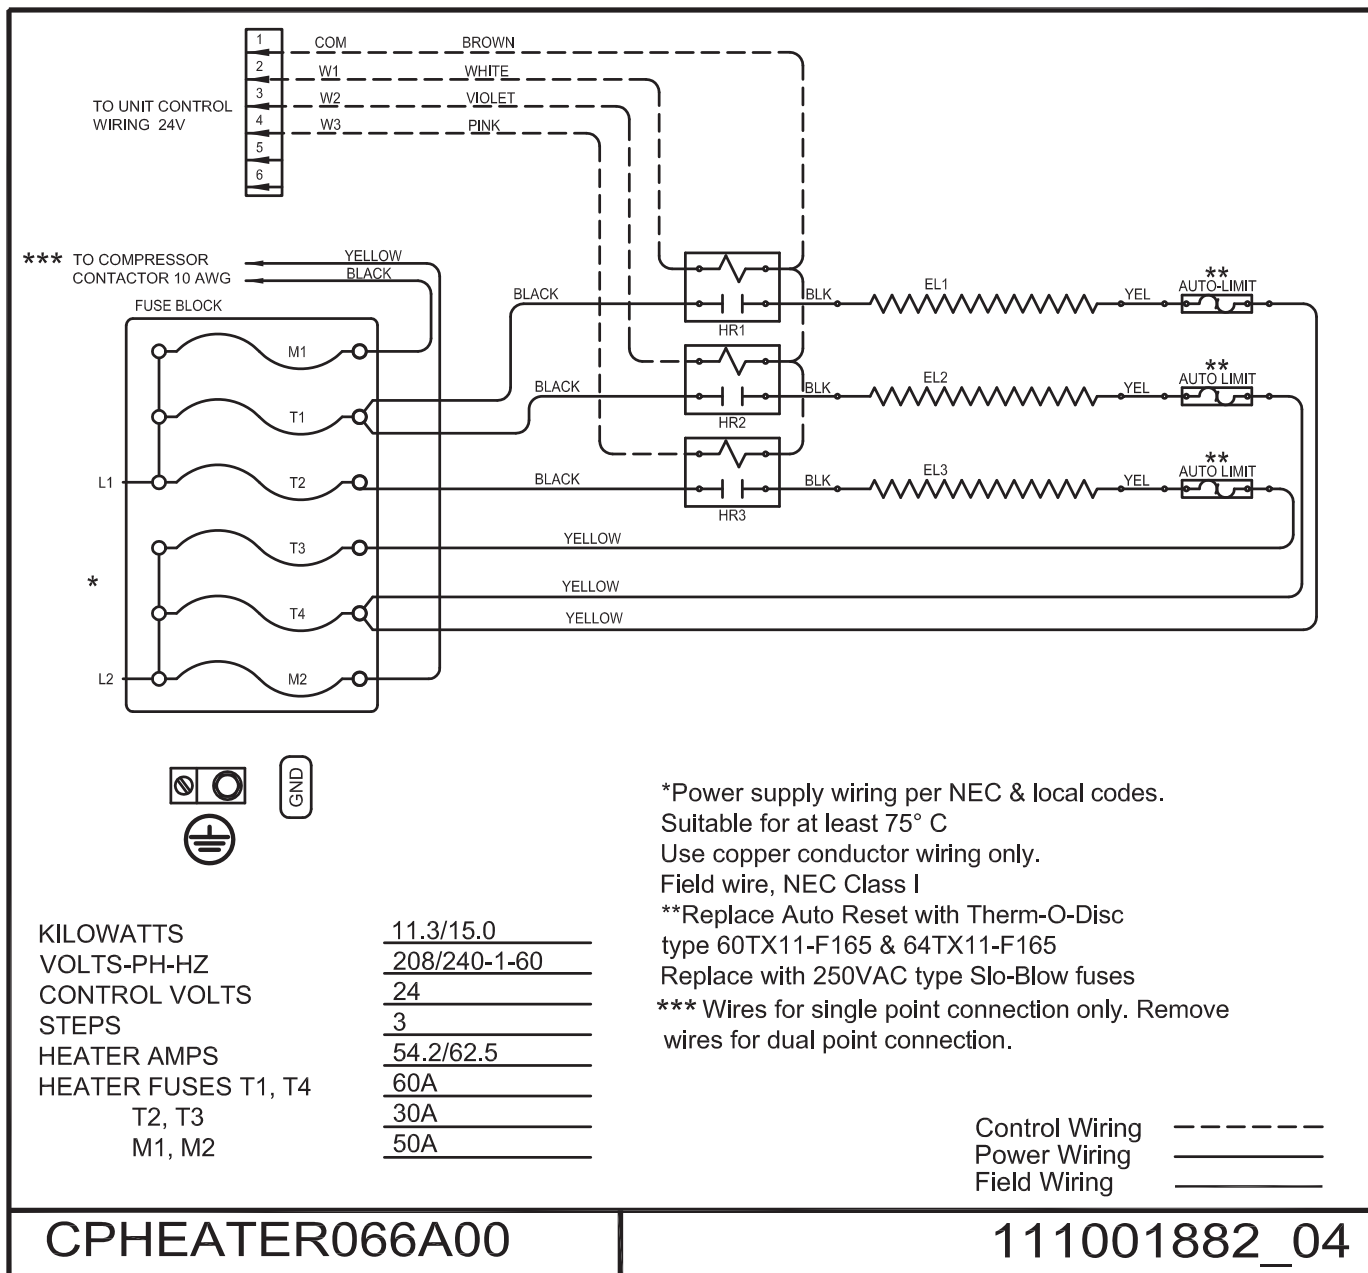 1 COM BROWN
2 W1 WHITE
3 W2 VIOLET
4 W3 PINK
5
6
TO UNIT CONTROL
WIRING 24V
*** TO COMPRESSOR
CONTACTOR 10 AWG
YELLOW
BLACK
FUSE BLOCK
M1
T1
L1 T2
T3
*
T4
L2 M2
BLACK HR1 BLK EL1 YEL
**
AUTO-LIMIT
BLACK HR2 BLK EL2 YEL
**
AUTO LIMIT
BLACK HR3 BLK EL3 YEL
**
AUTO LIMIT
YELLOW
YELLOW
YELLOW
GND
*Power supply wiring per NEC & local codes.
Suitable for at least 75° C
Use copper conductor wiring only.
Field wire, NEC Class I
**Replace Auto Reset with Therm-O-Disc
type 60TX11-F165 & 64TX11-F165
Replace with 250VAC type Slo-Blow fuses
*** Wires for single point connection only. Remove
wires for dual point connection.
KILOWATTS 11.3/15.0
VOLTS-PH-HZ 208/240-1-60
CONTROL VOLTS 24
STEPS 3
HEATER AMPS 54.2/62.5
HEATER FUSES T1, T4 60A
T2, T3 30A
M1, M2 50A
Control Wiring
Power Wiring
Field Wiring
CPHEATER066A00
111001882_04